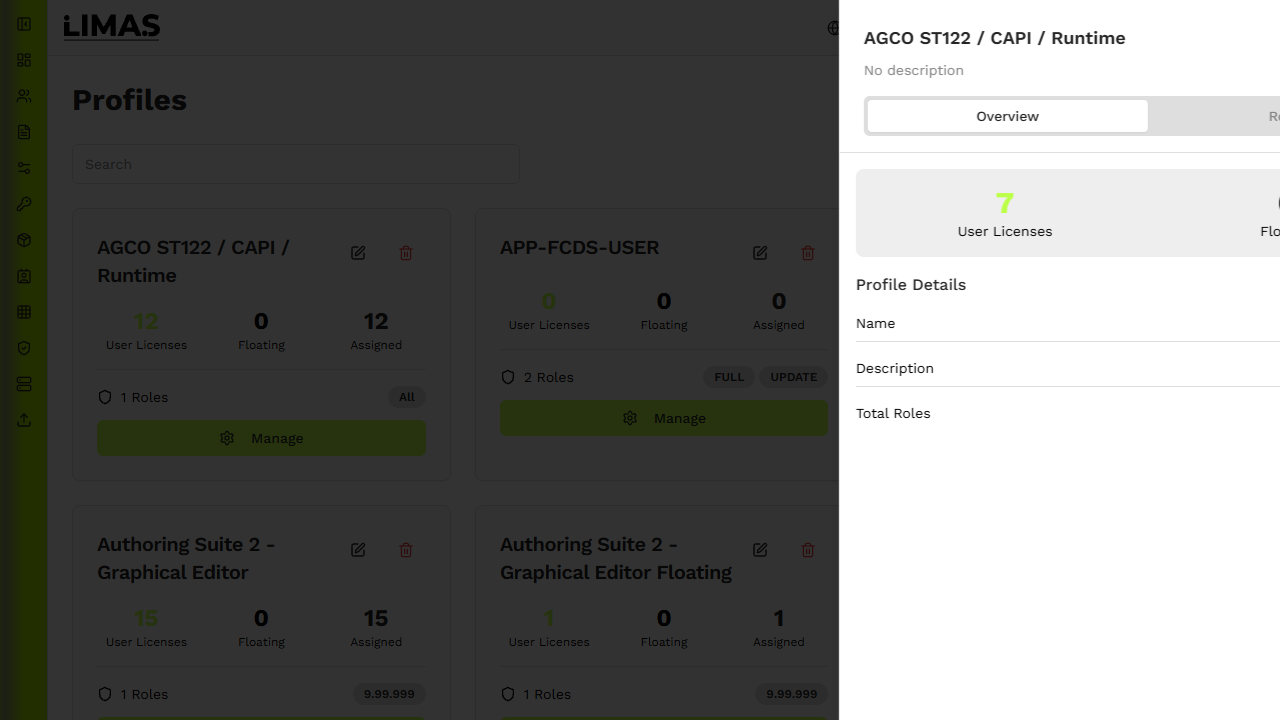 LIMAS
Profiles
Search
AGCO ST122 / CAPI /
Runtime
12
User Licenses
0
Floating
12
Assigned
1 Roles
All
Manage
APP-FCDS-USER
0
User Licenses
0
Floating
0
Assigned
2 Roles
FULL
UPDATE
Manage
Authoring Suite 2 -
Graphical Editor
15
User Licenses
0
Floating
15
Assigned
1 Roles
9.99.999
Authoring Suite 2 -
Graphical Editor Floating
1
User Licenses
0
Floating
1
Assigned
1 Roles
9.99.999
AGCO ST122 / CAPI / Runtime
No description
Overview
7
User Licenses
Profile Details
Name
Description
Total Roles